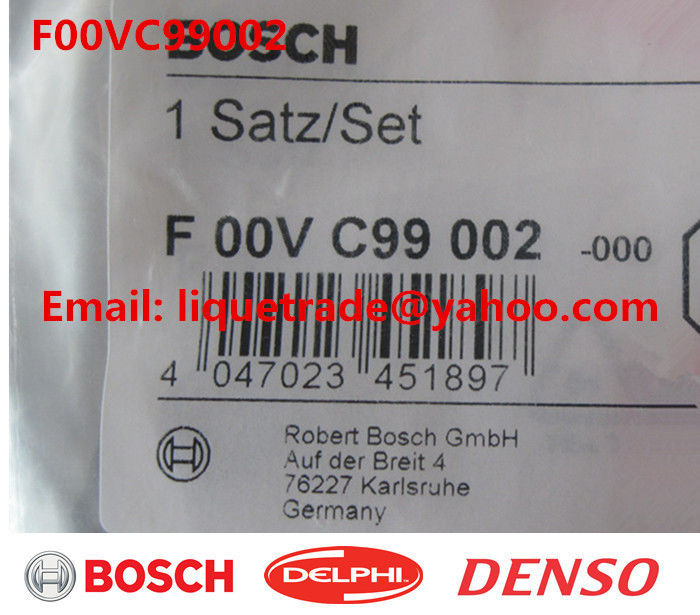 F00VC99002
BOSCH
1 Satz/Set
F 00V C99 002 -000
Email: liquetrade@yahoo.com
4 047023 451897
Robert Bosch GmbH
Auf der Breit 4
76227 Karlsruhe
Germany
BOSCH DELPHI DENSO